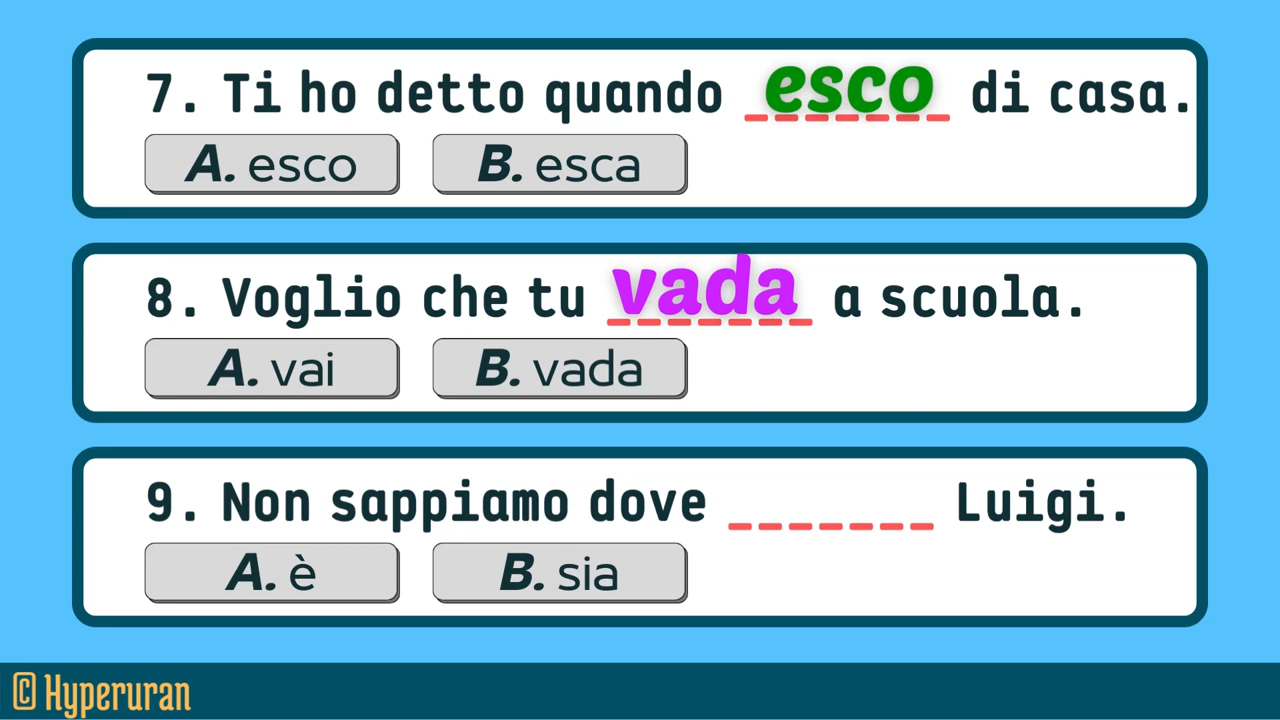 7. Ti ho detto quando esco di casa.
A. esco B. esca
8. Voglio che tu vada a scuola.
A. vai B. vada
9. Non sappiamo dove _______ Luigi.
A. è B. sia
© Hyperuran